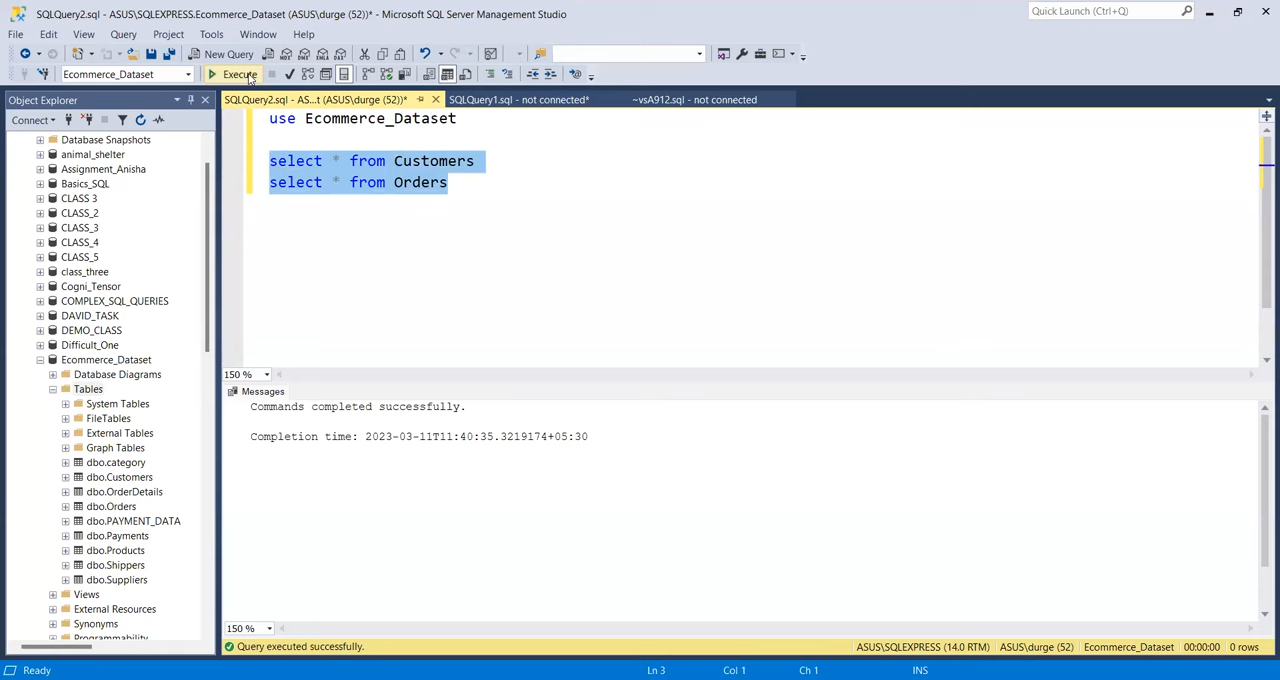 SQLQuery2.sql - ASUS\SQLEXPRESS.Ecommerce_Dataset (ASUS\durge (52))* - Microsoft SQL Server Management Studio
Quick Launch (Ctrl+Q)
File Edit View Query Project Tools Window Help
New Query
Ecommerce_Dataset
Execute
Object Explorer
SQLQuery2.sql - AS...t (ASUS\durge (52))*
SQLQuery1.sql - not connected*
~vsA912.sql - not connected
Connect
use Ecommerce_Dataset
select * from Customers
select * from Orders
Database Snapshots
animal_shelter
Assignment_Anisha
Basics_SQL
CLASS 3
CLASS_2
CLASS_3
CLASS_4
CLASS_5
class_three
Cogni_Tensor
COMPLEX_SQL_QUERIES
DAVID_TASK
DEMO_CLASS
Difficult_One
Ecommerce_Dataset
Database Diagrams
Tables
System Tables
FileTables
External Tables
Graph Tables
dbo.category
dbo.Customers
dbo.OrderDetails
dbo.Orders
dbo.PAYMENT_DATA
dbo.Payments
dbo.Products
dbo.Shippers
dbo.Suppliers
Views
External Resources
Synonyms
Programmability
150 %
Messages
Commands completed successfully.
Completion time: 2023-03-11T11:40:35.3219174+05:30
150 %
Query executed successfully.
ASUS\SQLEXPRESS (14.0 RTM)
ASUS\durge (52)
Ecommerce_Dataset
00:00:00
0 rows
Ready
Ln 3
Col 1
Ch 1
INS